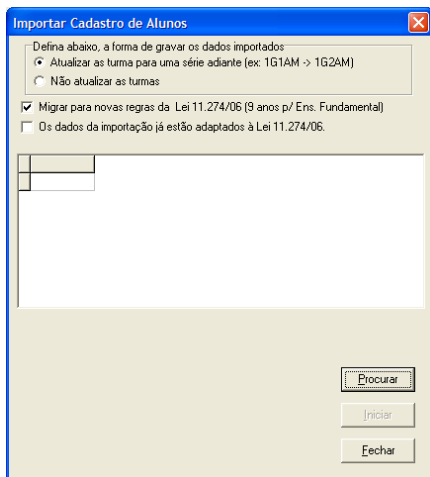 Importar Cadastro de Alunos
Defina abaixo, a forma de gravar os dados importados
Atualizar as turma para uma série adiante (ex: 1G1AM -> 1G2AM)
Não atualizar as turmas
Migrar para novas regras da Lei 11.274/06 (9 anos p/ Ens. Fundamental)
Os dados da importação já estão adaptados à Lei 11.274/06.
Procurar
Iniciar
Fechar